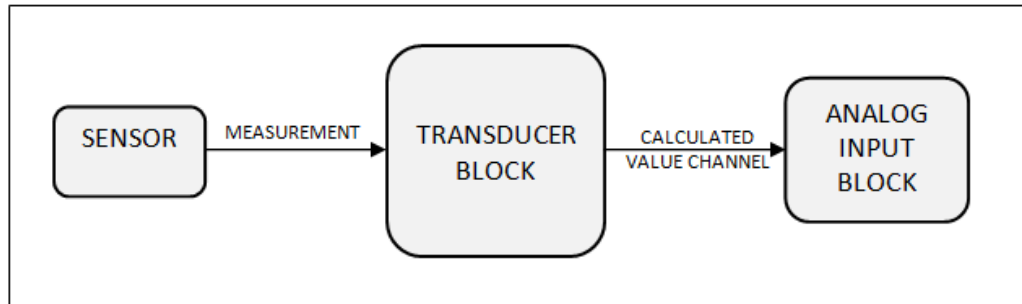 SENSOR
MEASUREMENT
TRANSDUCER
BLOCK
CALCULATED
VALUE CHANNEL
ANALOG
INPUT
BLOCK